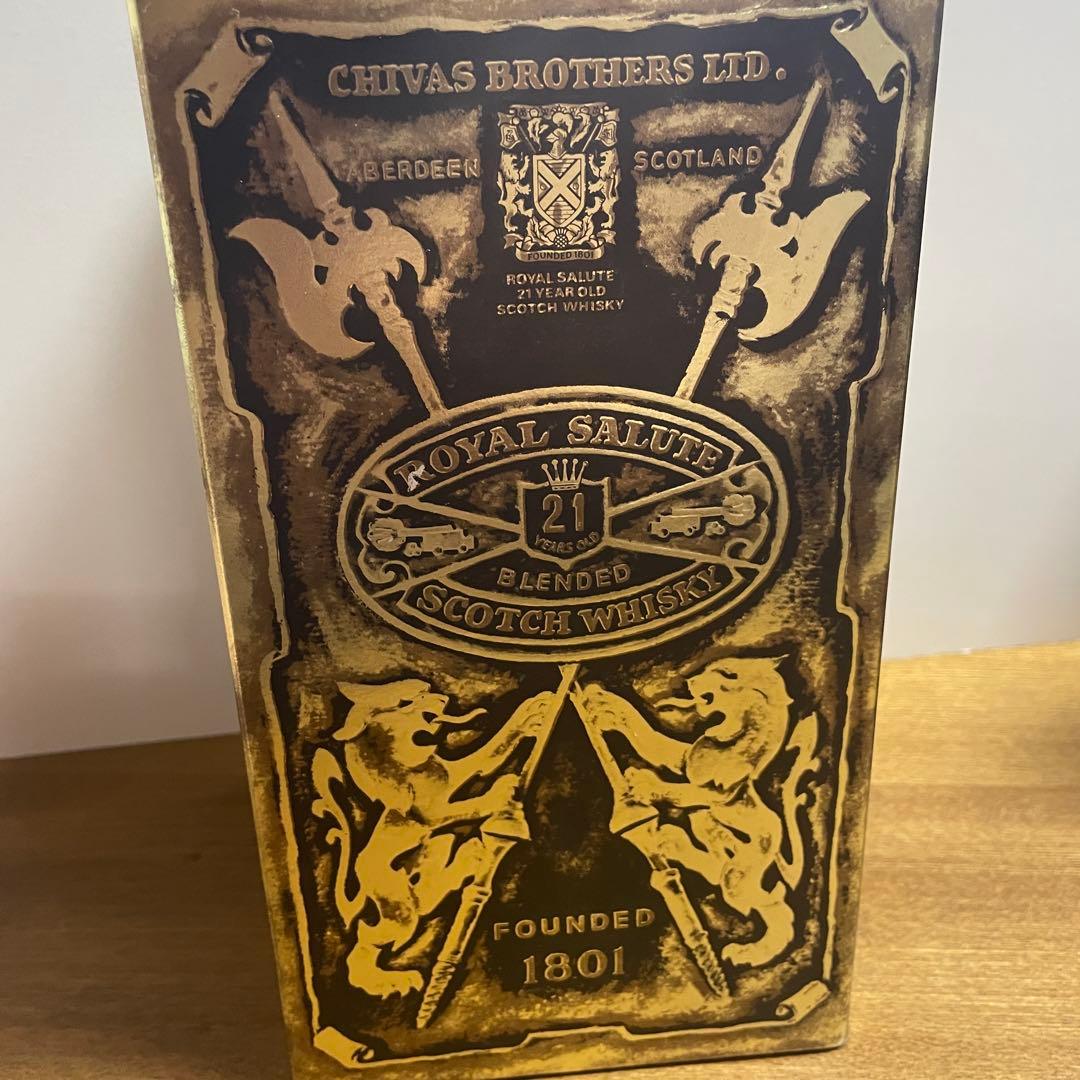 CHIVAS BROTHERS LTD.
ABERDEEN
SCOTLAND
FOUNDED 1801
ROYAL SALUTE
21 YEAR OLD
SCOTCH WHISKY
ROYAL SALUTE
21
YEARS OLD
BLENDED
SCOTCH WHISKY
FOUNDED
1801